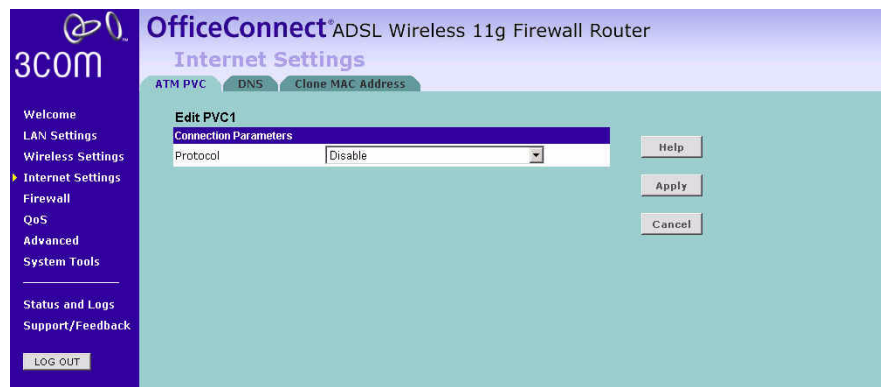 3COM
OfficeConnect® ADSL Wireless 11g Firewall Router
Internet Settings
ATM PVC DNS Clone MAC Address
Welcome
LAN Settings
Wireless Settings
Internet Settings
Firewall
QoS
Advanced
System Tools
Status and Logs
Support/Feedback
LOG OUT
Edit PVC1
Connection Parameters
Protocol Disable
Help
Apply
Cancel